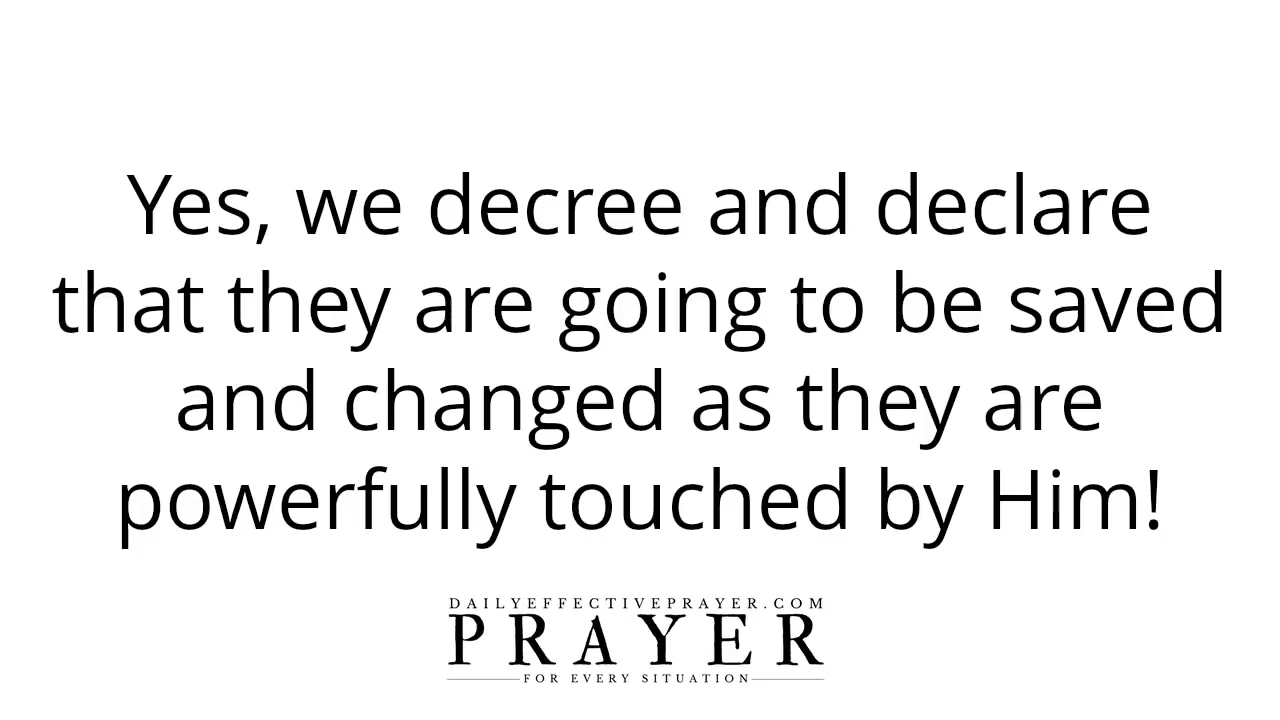 Yes, we decree and declare
that they are going to be saved
and changed as they are
powerfully touched by Him!
DAILYEFFECTIVEPRAYER.COM
PRAYER
FOR EVERY SITUATION